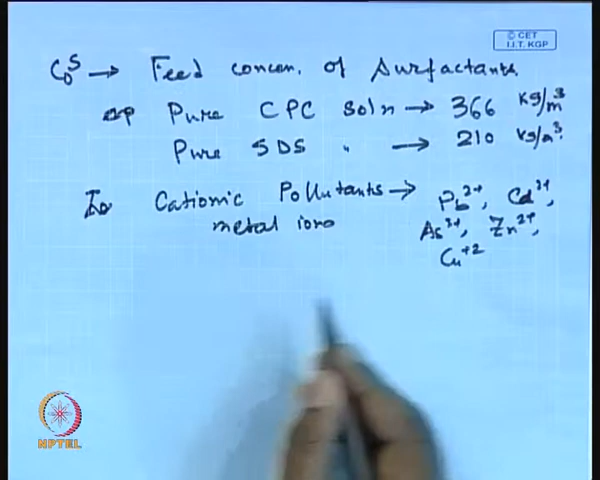 © CET
I.I.T. KGP
C₀ˢ → Feed concn. of Surfactants.
Pure CPC soln → 366 kg/m³
Pure SDS " → 210 kg/m³.
Cationic Pollutants → Pb²⁺, Cd²⁺,
metal ions As³⁺, Zn²⁺,
Cu⁺²
NPTEL